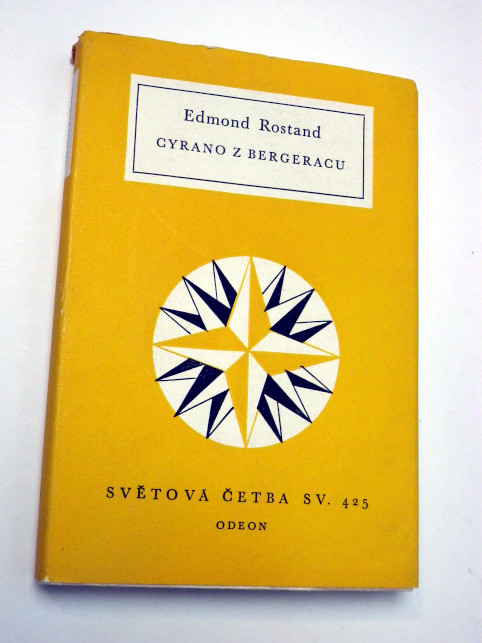 Edmond Rostand
CYRANO Z BERGERACU
SVĚTOVÁ ČETBA SV. 425
ODEON